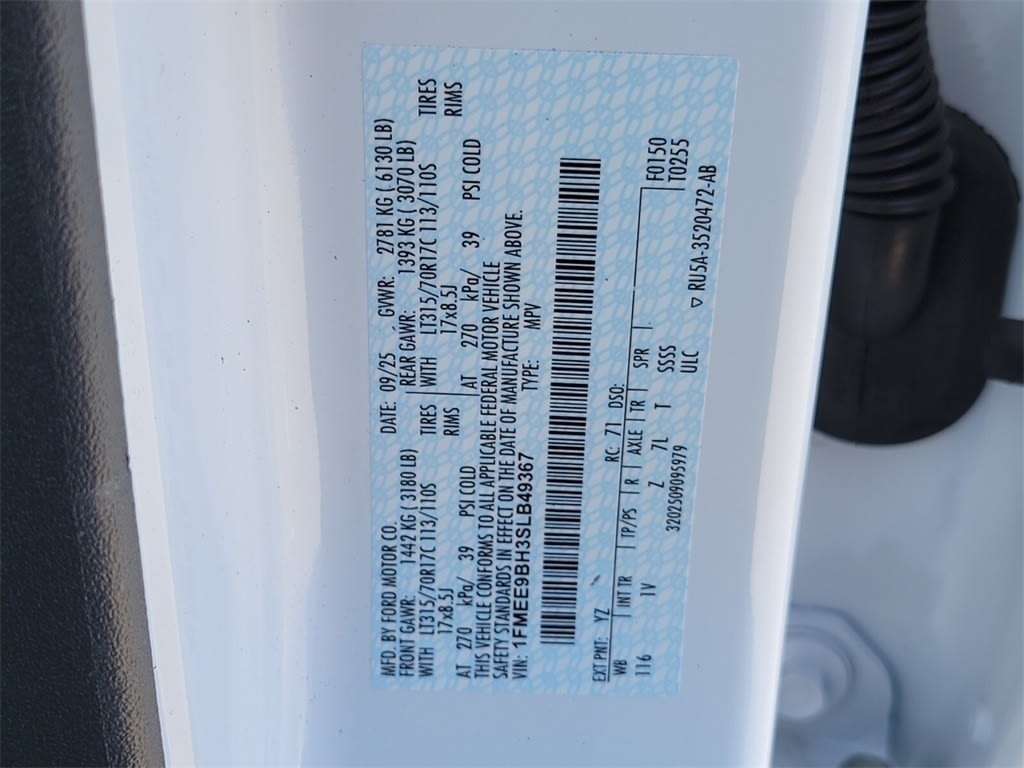 MFD. BY FORD MOTOR CO. DATE: 09/25 GVWR: 2781 KG ( 6130 LB)
FRONT GAWR: 1442 KG ( 3180 LB) REAR GAWR: 1393 KG ( 3070 LB)
WITH LT315/70R17C 113/110S TIRES WITH LT315/70R17C 113/110S TIRES
17x8.5J RIMS 17x8.5J RIMS
AT 270 kPa/ 39 PSI COLD AT 270 kPa/ 39 PSI COLD
THIS VEHICLE CONFORMS TO ALL APPLICABLE FEDERAL MOTOR VEHICLE
SAFETY STANDARDS IN EFFECT ON THE DATE OF MANUFACTURE SHOWN ABOVE.
VIN: 1FMEE9BH3SLB49367 TYPE: MPV
EXT PNT: YZ RC: 71 DSO: F0150
WB INT TR TP/PS R AXLE TR SPR T0255
116 1V Z 7L T SSSS
3202509095979 ULC
▽ RU5A-3520472-AB